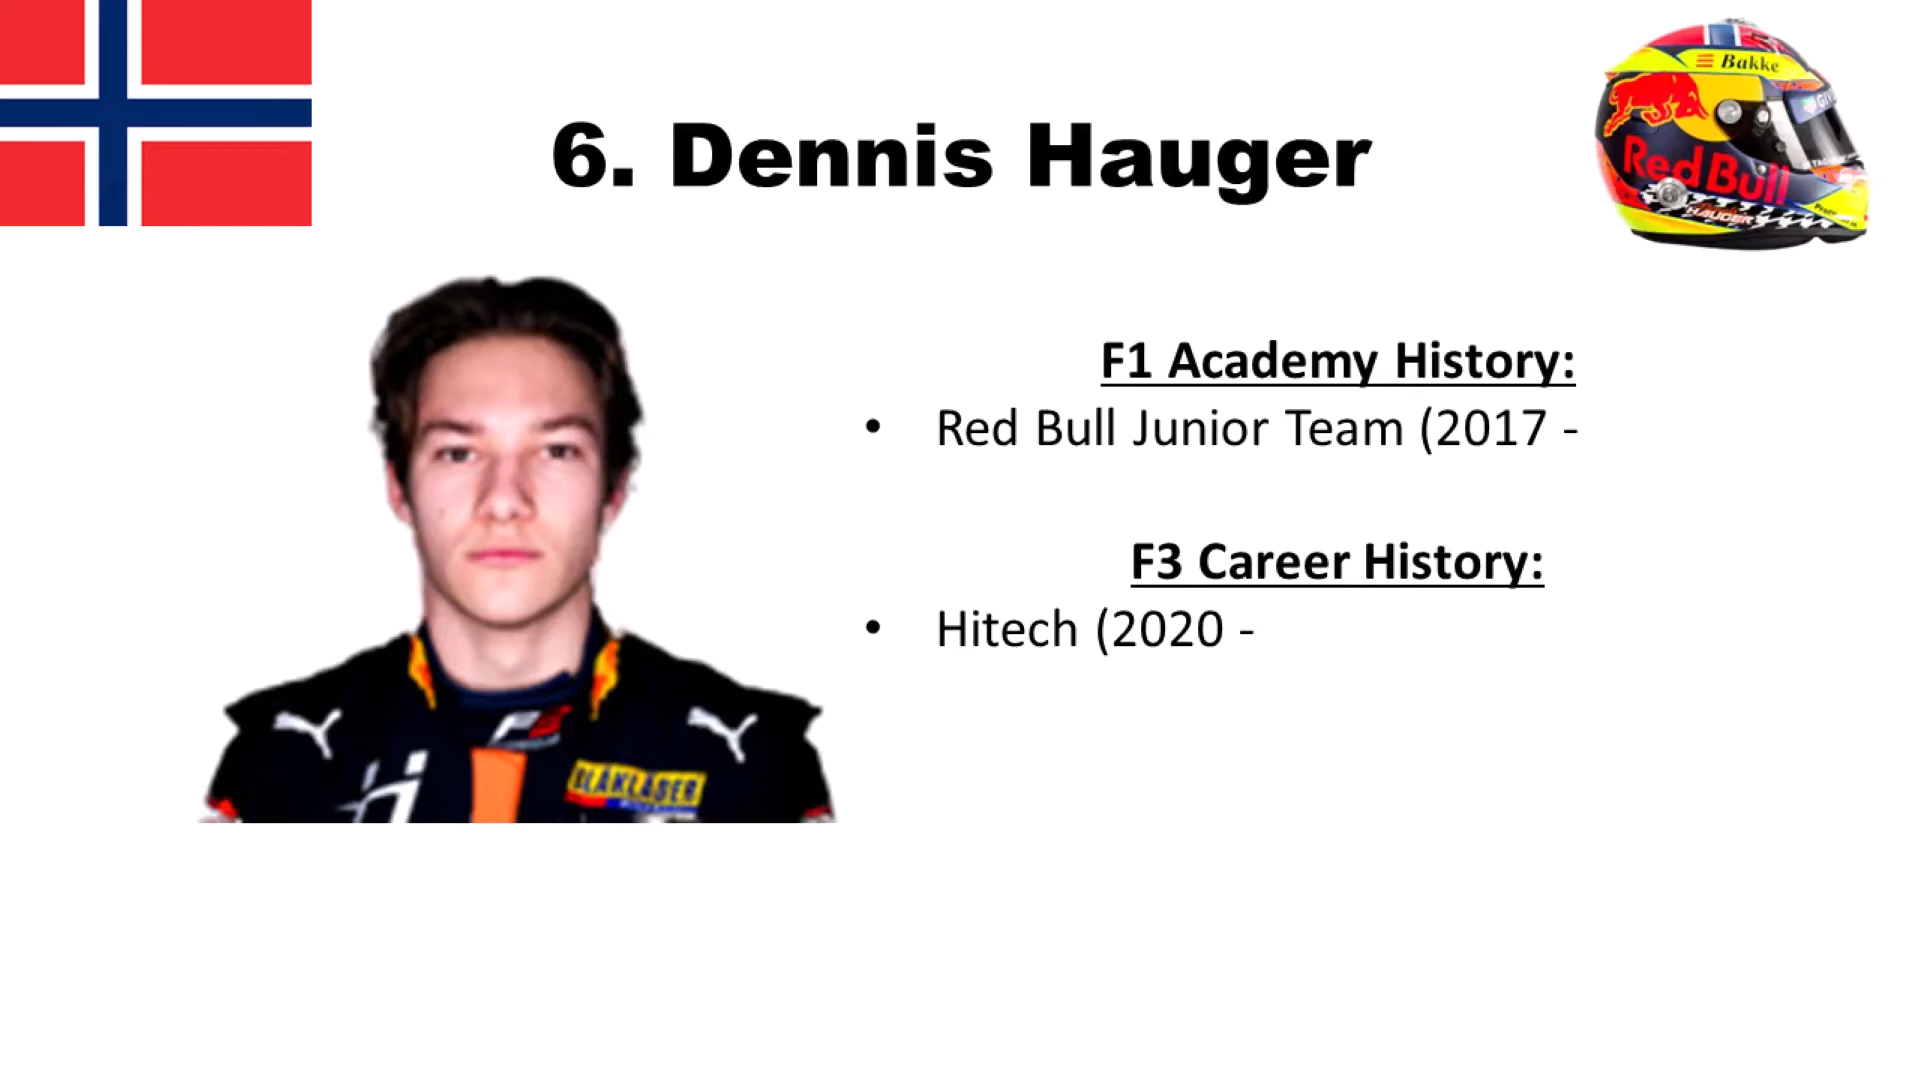 6. Dennis Hauger
Bakke
Red Bull
HAUGER
F1 Academy History:
• Red Bull Junior Team (2017 -
F3 Career History:
• Hitech (2020 -
BLÅKLÄDER